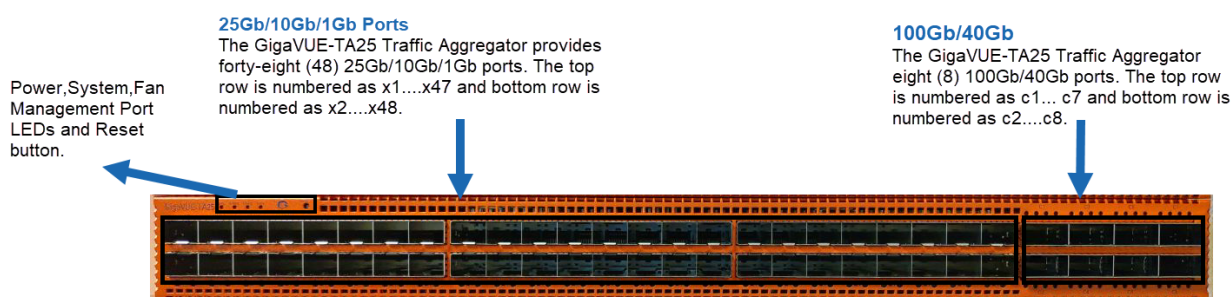 25Gb/10Gb/1Gb Ports
The GigaVUE-TA25 Traffic Aggregator provides
forty-eight (48) 25Gb/10Gb/1Gb ports. The top
row is numbered as x1....x47 and bottom row is
numbered as x2....x48.
100Gb/40Gb
The GigaVUE-TA25 Traffic Aggregator
eight (8) 100Gb/40Gb ports. The top row
is numbered as c1... c7 and bottom row is
numbered as c2....c8.
Power,System,Fan
Management Port
LEDs and Reset
button.
GigaVUE-TA25